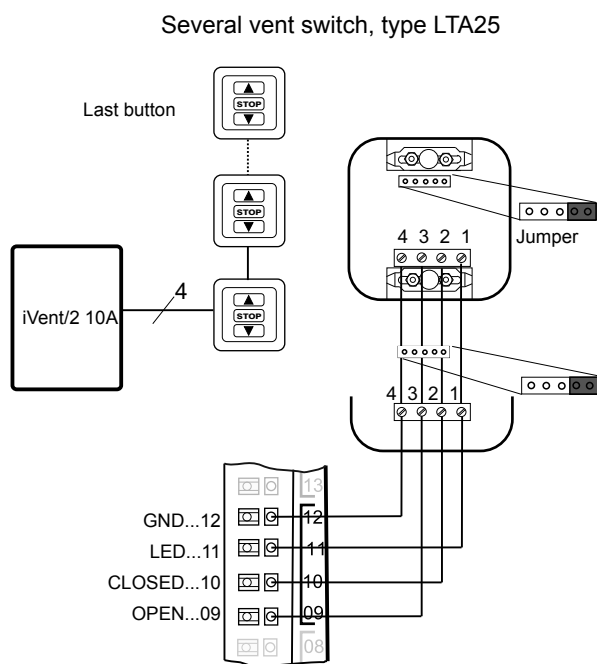 Several vent switch, type LTA25
Last button
STOP
STOP
STOP
iVent/2 10A
4
4 3 2 1
Jumper
4 3 2 1
13
GND...12 12
LED...11 11
CLOSED...10 10
OPEN...09 09
08